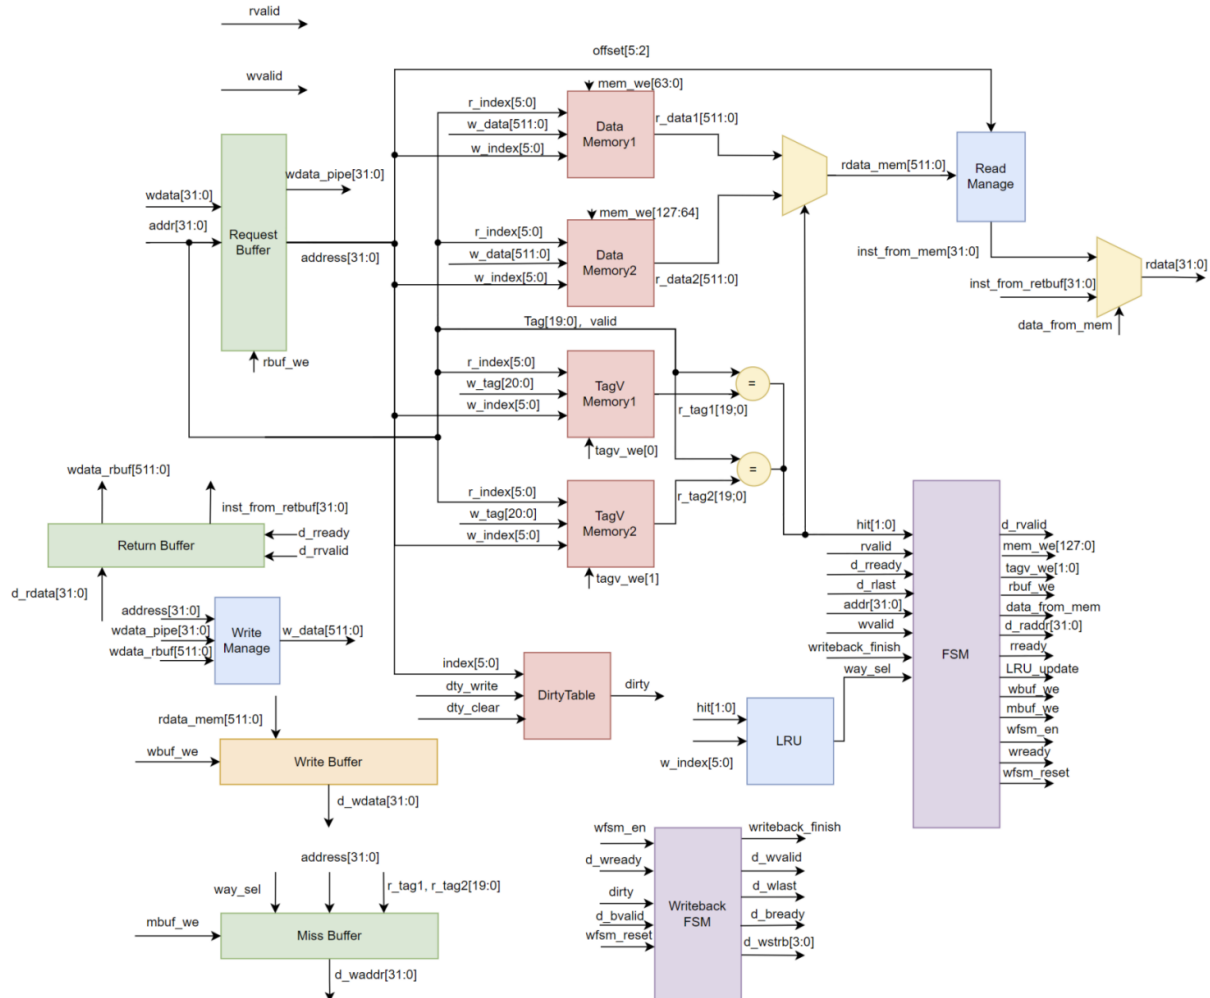 rvalid
wvalid
offset[5:2]
mem_we[63:0]
r_index[5:0]
w_data[511:0]
w_index[5:0]
Data
Memory1
r_data1[511:0]
wdata_pipe[31:0]
wdata[31:0]
addr[31:0]
Request
Buffer
address[31:0]
rbuf_we
rdata_mem[511:0]
Read
Manage
mem_we[127:64]
r_index[5:0]
w_data[511:0]
w_index[5:0]
Data
Memory2
r_data2[511:0]
inst_from_mem[31:0]
inst_from_retbuf[31:0]
data_from_mem
rdata[31:0]
Tag[19:0], valid
r_index[5:0]
w_tag[20:0]
w_index[5:0]
TagV
Memory1
r_tag1[19;0]
=
tagv_we[0]
r_index[5:0]
w_tag[20:0]
w_index[5:0]
TagV
Memory2
r_tag2[19;0]
=
tagv_we[1]
wdata_rbuf[511:0]
inst_from_retbuf[31:0]
Return Buffer
d_rready
d_rrvalid
d_rdata[31:0]
address[31:0]
wdata_pipe[31:0]
wdata_rbuf[511:0]
Write
Manage
w_data[511:0]
rdata_mem[511:0]
wbuf_we
Write Buffer
d_wdata[31:0]
index[5:0]
dty_write
dty_clear
DirtyTable
dirty
hit[1:0]
w_index[5:0]
LRU
hit[1:0]
rvalid
d_rready
d_rlast
addr[31:0]
wvalid
writeback_finish
way_sel
FSM
d_rvalid
mem_we[127:0]
tagv_we[1:0]
rbuf_we
data_from_mem
d_raddr[31:0]
rready
LRU_update
wbuf_we
mbuf_we
wfsm_en
wready
wfsm_reset
address[31:0]
way_sel
r_tag1, r_tag2[19:0]
mbuf_we
Miss Buffer
d_waddr[31:0]
wfsm_en
d_wready
dirty
d_bvalid
wfsm_reset
Writeback
FSM
writeback_finish
d_wvalid
d_wlast
d_bready
d_wstrb[3:0]